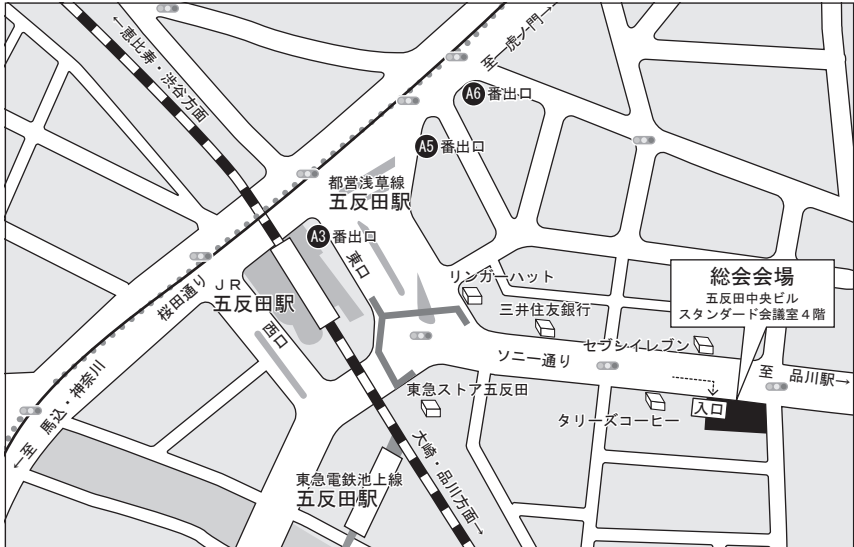 ←恵比寿・渋谷方面
至 虎ノ門→
A6 番出口
A5 番出口
都営浅草線
五反田駅
A3 番出口
東口
JR
五反田駅
西口
桜田通り
←至 馬込・神奈川
リンガーハット
三井住友銀行
ソニー通り
セブンイレブン
総会会場
五反田中央ビル
スタンダード会議室4階
至 品川駅→
入口
タリーズコーヒー
東急ストア五反田
大崎・品川方面→
東急電鉄池上線
五反田駅